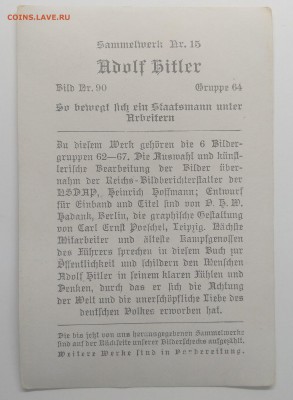 COINS.LAVE.RU
Sammelwerk Nr. 15
Adolf Hitler
Bild Nr. 90 Gruppe 64
So bewegt sich ein Staatsmann unter
Arbeitern
Zu diesem Werk gehören die 6 Bilder-
gruppen 62—67. Die Auswahl und künst-
lerische Bearbeitung der Bilder über-
nahm der Reichs-Bildberichterstatter der
NSDAP, Heinrich Hoffmann; Entwurf
für Einband und Titel sind von O. H. W.
Hadank, Berlin, die graphische Gestaltung
von Carl Ernst Poeschel, Leipzig. Nächste
Mitarbeiter und älteste Kampfgenossen
des Führers sprechen in diesem Buch zur
Öffentlichkeit und schildern den Menschen
Adolf Hitler in seinem klaren Fühlen und
Denken, durch das er sich die Achtung
der Welt und die unerschöpfliche Liebe des
deutschen Volkes erworben hat.
Die bis jetzt von uns herausgegebenen Sammelwerke
sind auf der Rückseite unserer Bilderschecks aufgezählt.
Weitere Werke sind in Vorbereitung.